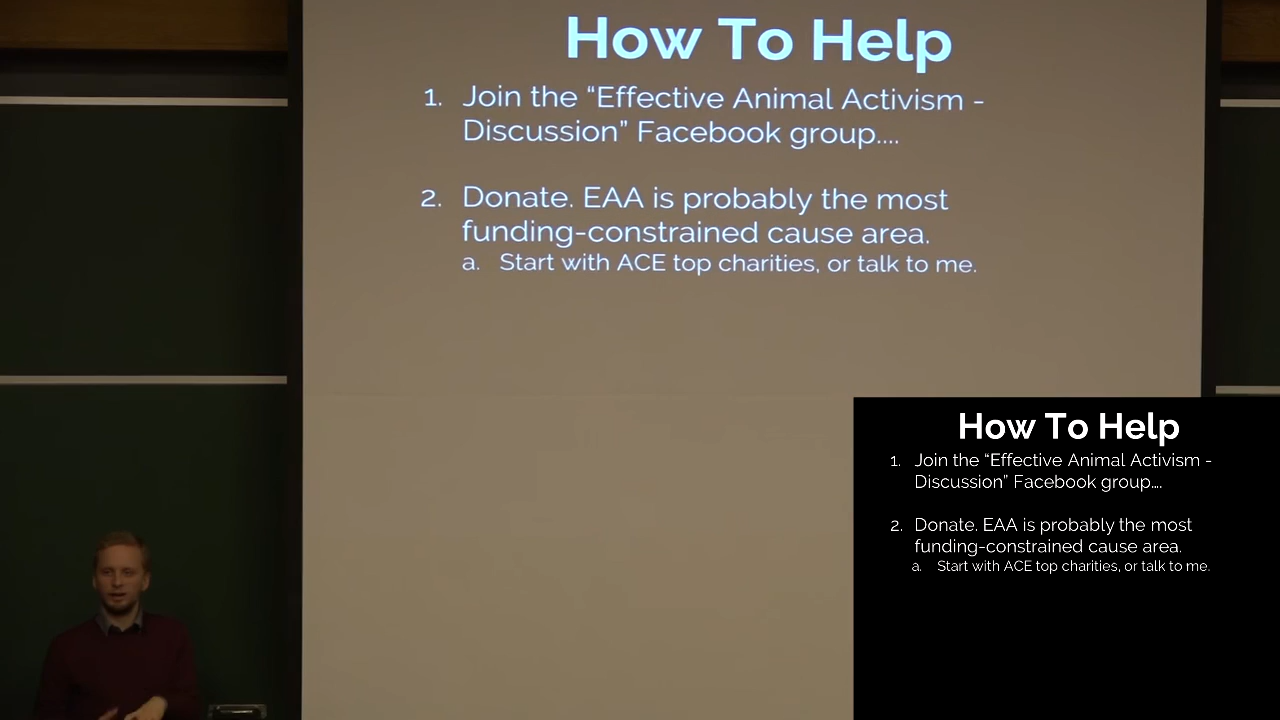 How To Help
1. Join the “Effective Animal Activism -
Discussion” Facebook group....
2. Donate. EAA is probably the most
funding-constrained cause area.
a. Start with ACE top charities, or talk to me.
How To Help
1. Join the “Effective Animal Activism -
Discussion” Facebook group....
2. Donate. EAA is probably the most
funding-constrained cause area.
a. Start with ACE top charities, or talk to me.